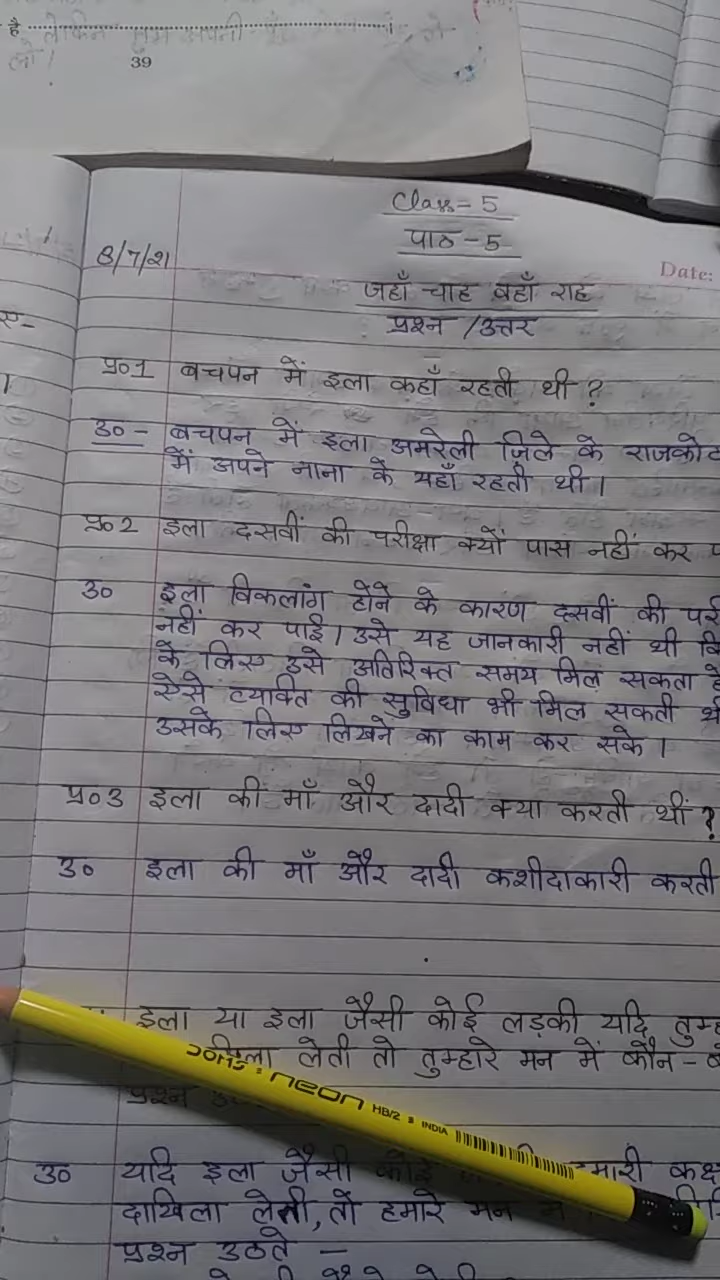 है
लो!
39
Class-5
पाठ-5
8/7/21
Date:
जहाँ चाह वहाँ राह
प्रश्न /उत्तर
प्र०1 बचपन में इला कहाँ रहती थी?
उ०- बचपन में इला अमरेली ज़िले के राजकोट
में अपने नाना के यहाँ रहती थी।
प्र०2 इला दसवीं की परीक्षा क्यों पास नहीं कर
उ० इला विकलांग होने के कारण दसवीं की
नहीं कर पाई। उसे यह जानकारी नहीं थी
के लिए उसे अतिरिक्त समय मिल सकता
ऐसे व्यक्ति की सुविधा भी मिल सकती
उसके लिए लिखने का काम कर सके।
प्र०3 इला की माँ और दादी क्या करती थीं?
उ० इला की माँ और दादी कशीदाकारी करती
इला या इला जैसी कोई लड़की यदि
लेती तो तुम्हारे मन में कौन-
प्रश्न
DOMS neon HB/2 INDIA
उ० यदि इला जैसी कोई हमारी
दाखिला लेती, तो हमारे मन
प्रश्न उठते -